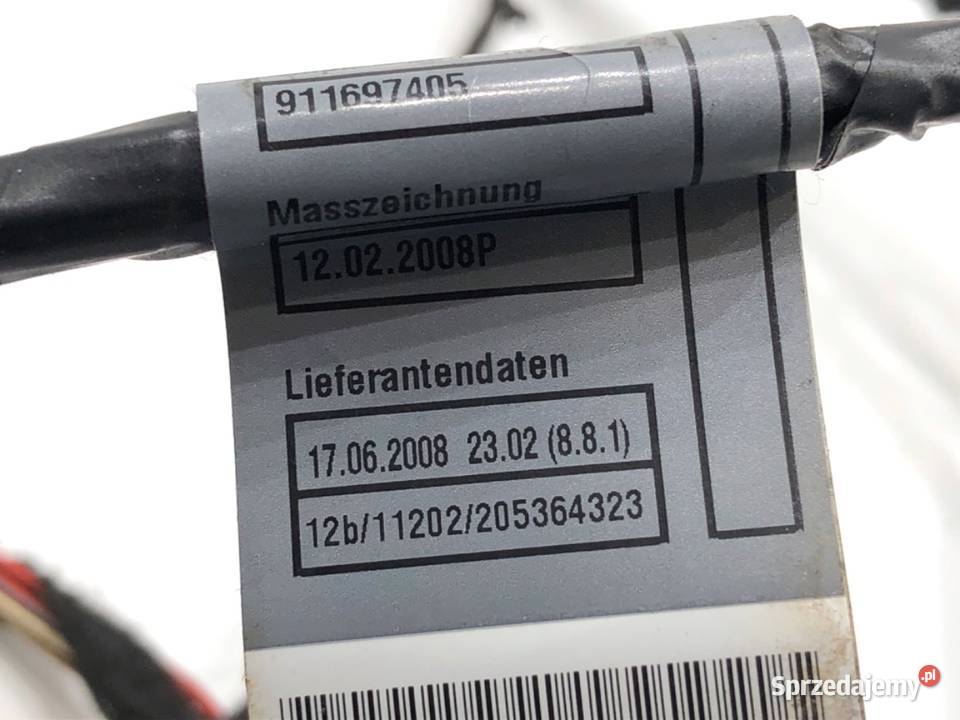 911697405
Masszeichnung
12.02.2008P
Lieferantendaten
17.06.2008 23.02 (8.8.1)
12b/11202/205364323
Sprzedajemy.pl